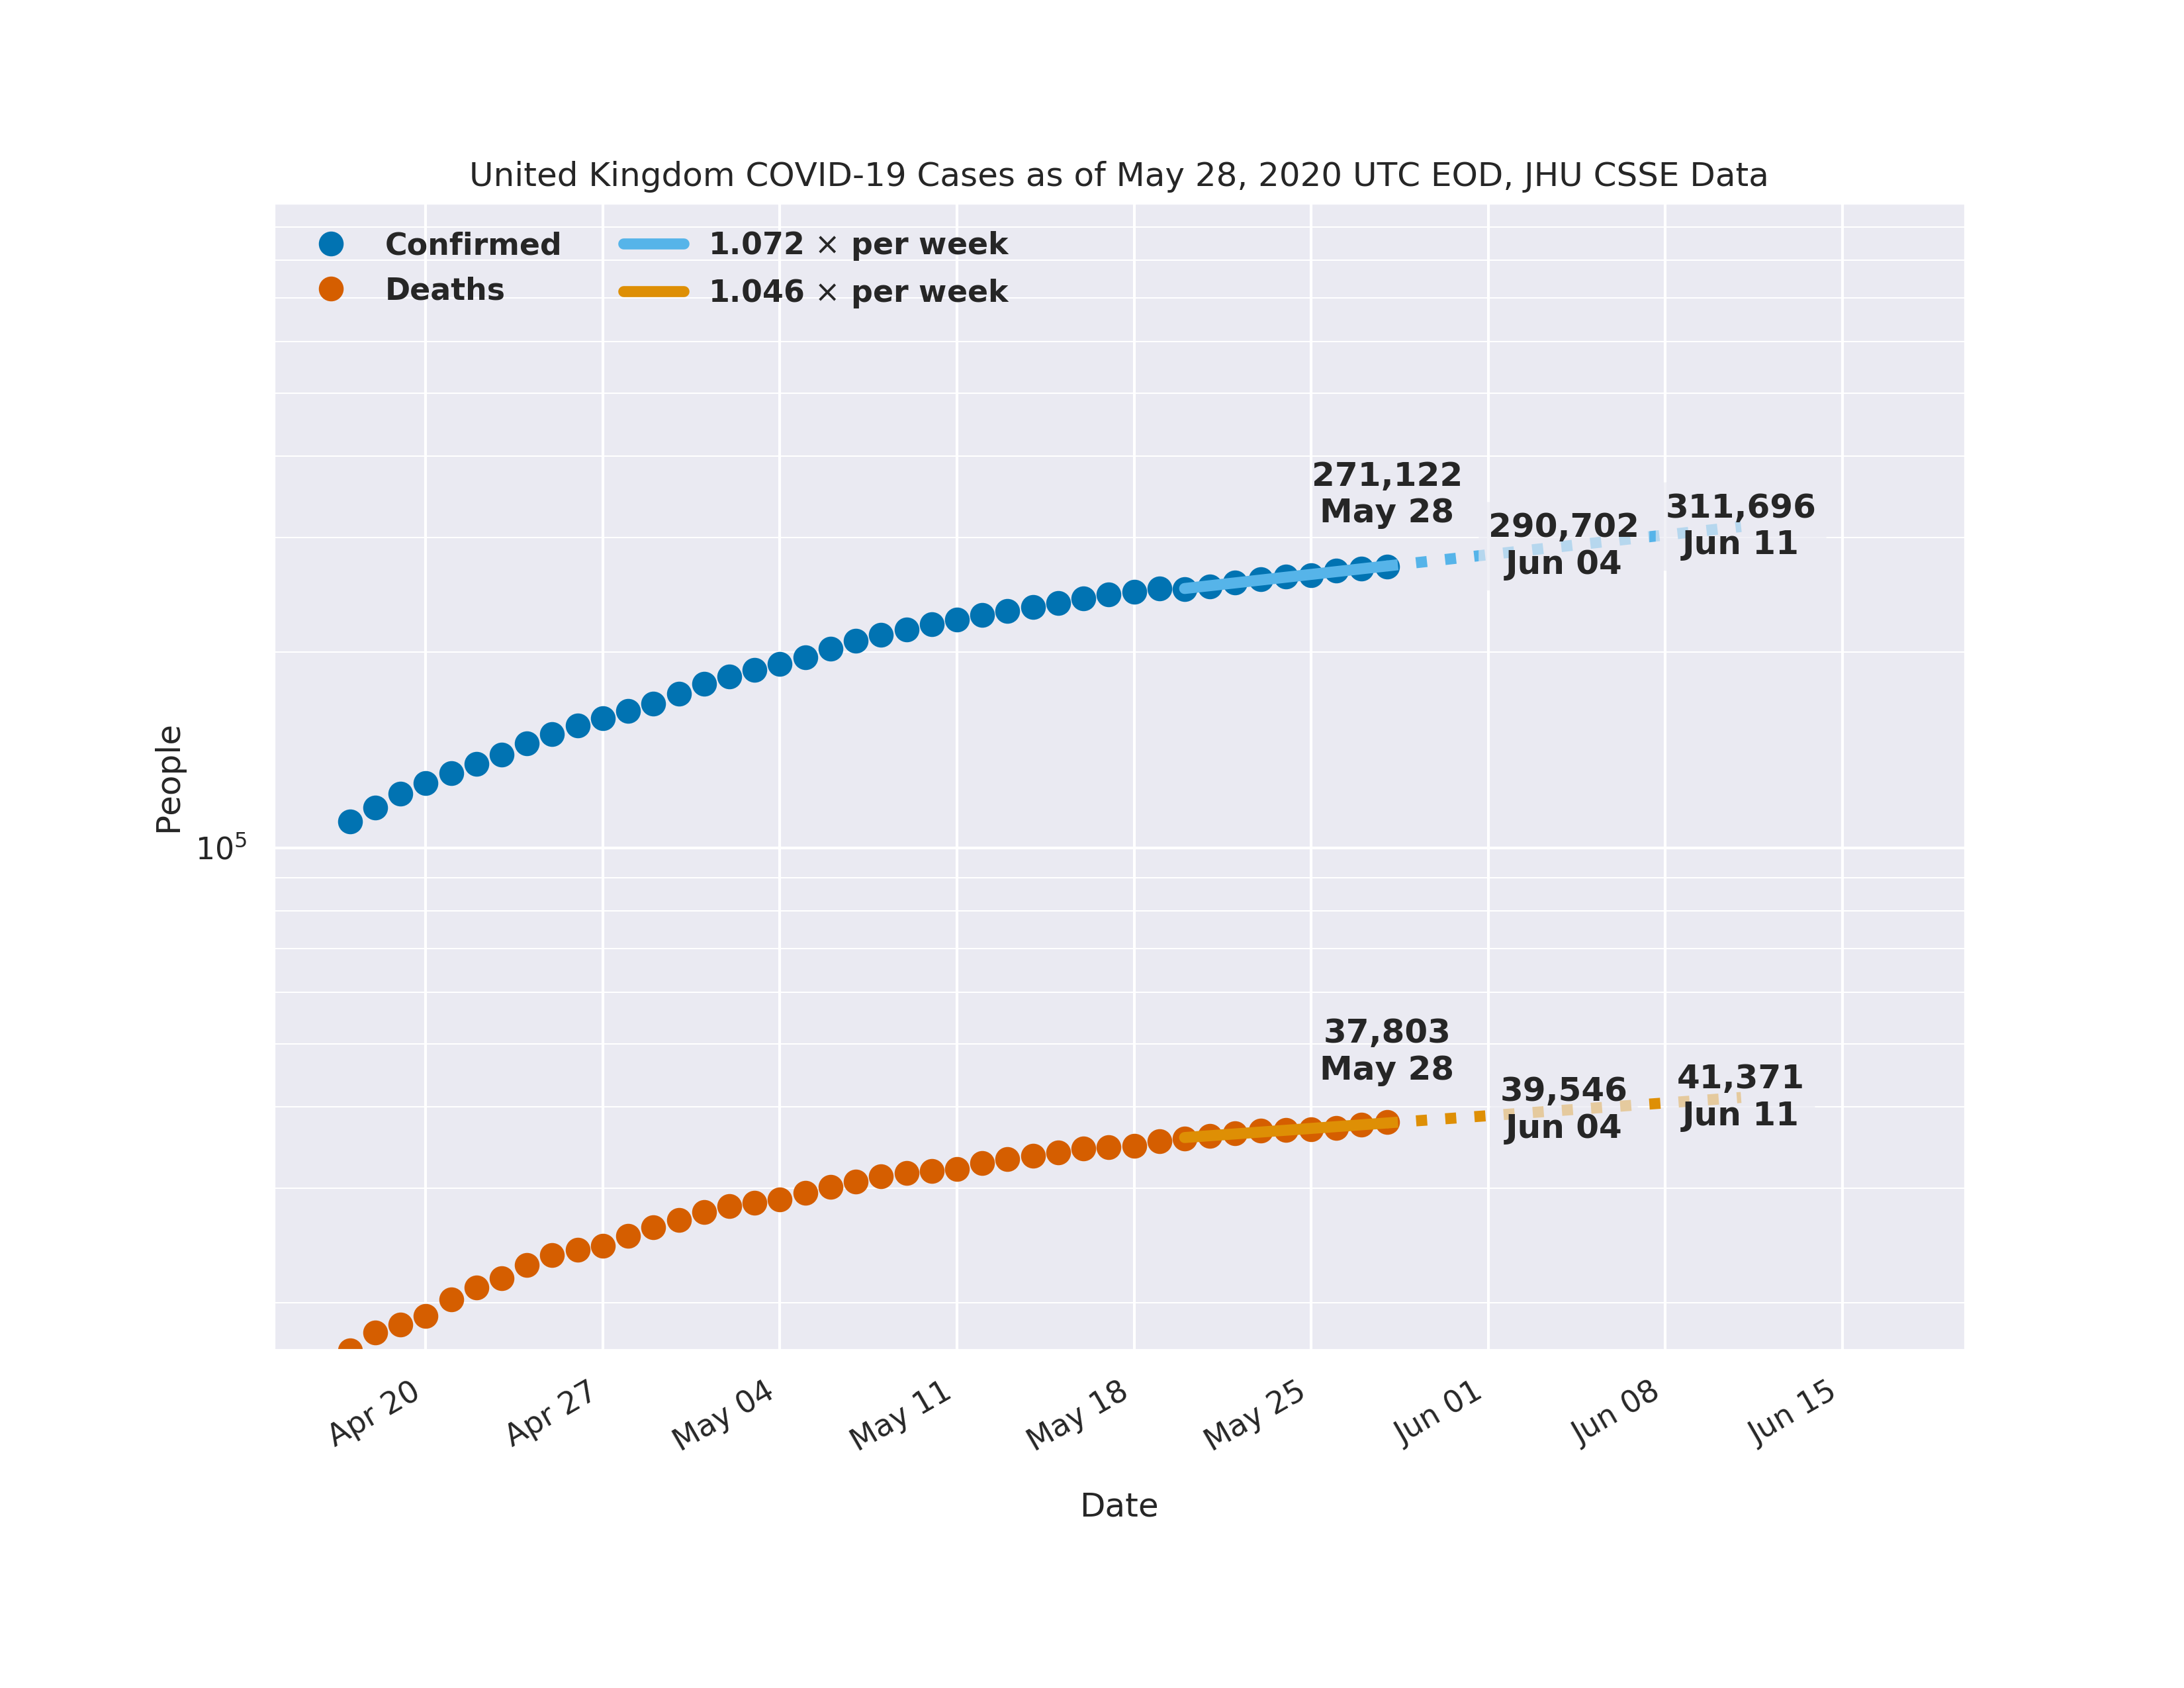 United Kingdom COVID-19 Cases as of May 28, 2020 UTC EOD, JHU CSSE Data
Confirmed
Deaths
1.072 × per week
1.046 × per week
271,122
May 28
290,702
Jun 04
311,696
Jun 11
People
10⁵
37,803
May 28
39,546
Jun 04
41,371
Jun 11
Apr 20
Apr 27
May 04
May 11
May 18
May 25
Jun 01
Jun 08
Jun 15
Date